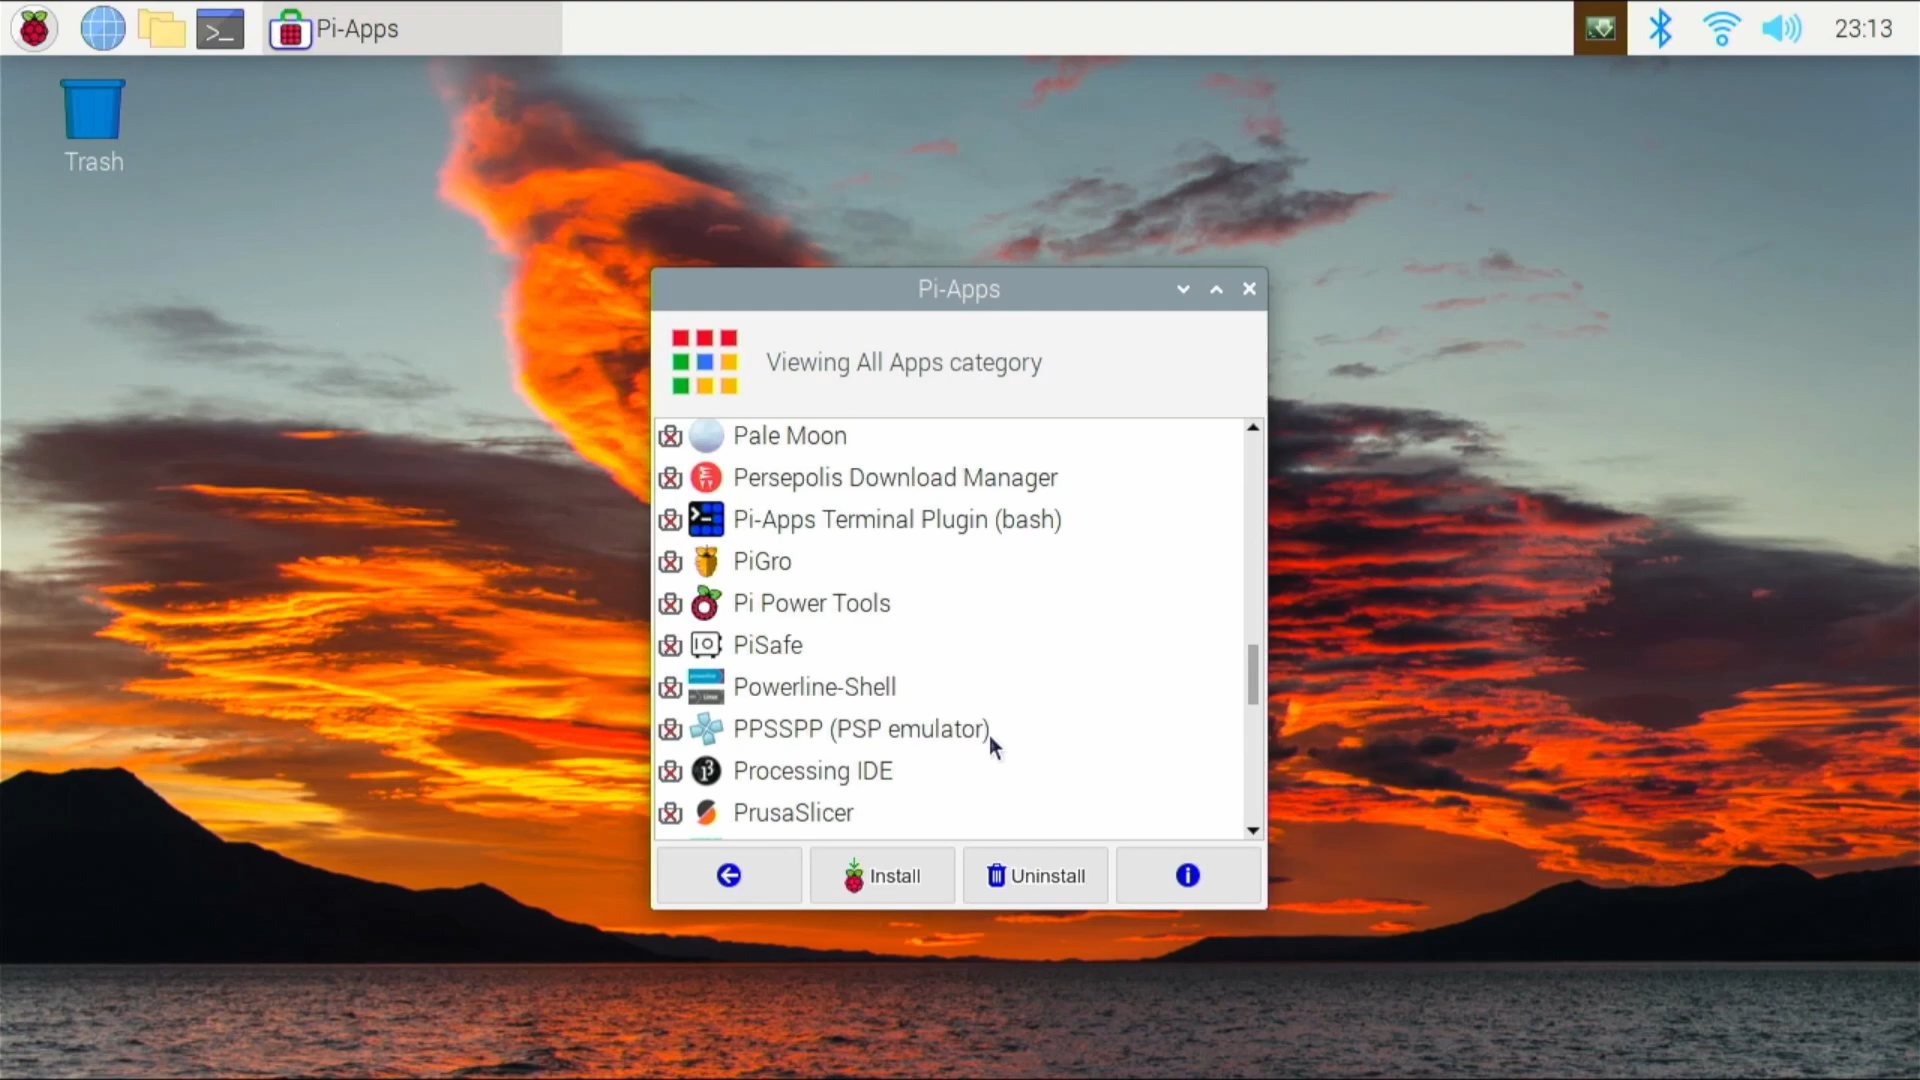 Pi-Apps
23:13
Trash
Pi-Apps
Viewing All Apps category
Pale Moon
Persepolis Download Manager
Pi-Apps Terminal Plugin (bash)
PiGro
Pi Power Tools
PiSafe
Powerline-Shell
PPSSPP (PSP emulator)
Processing IDE
PrusaSlicer
Install
Uninstall